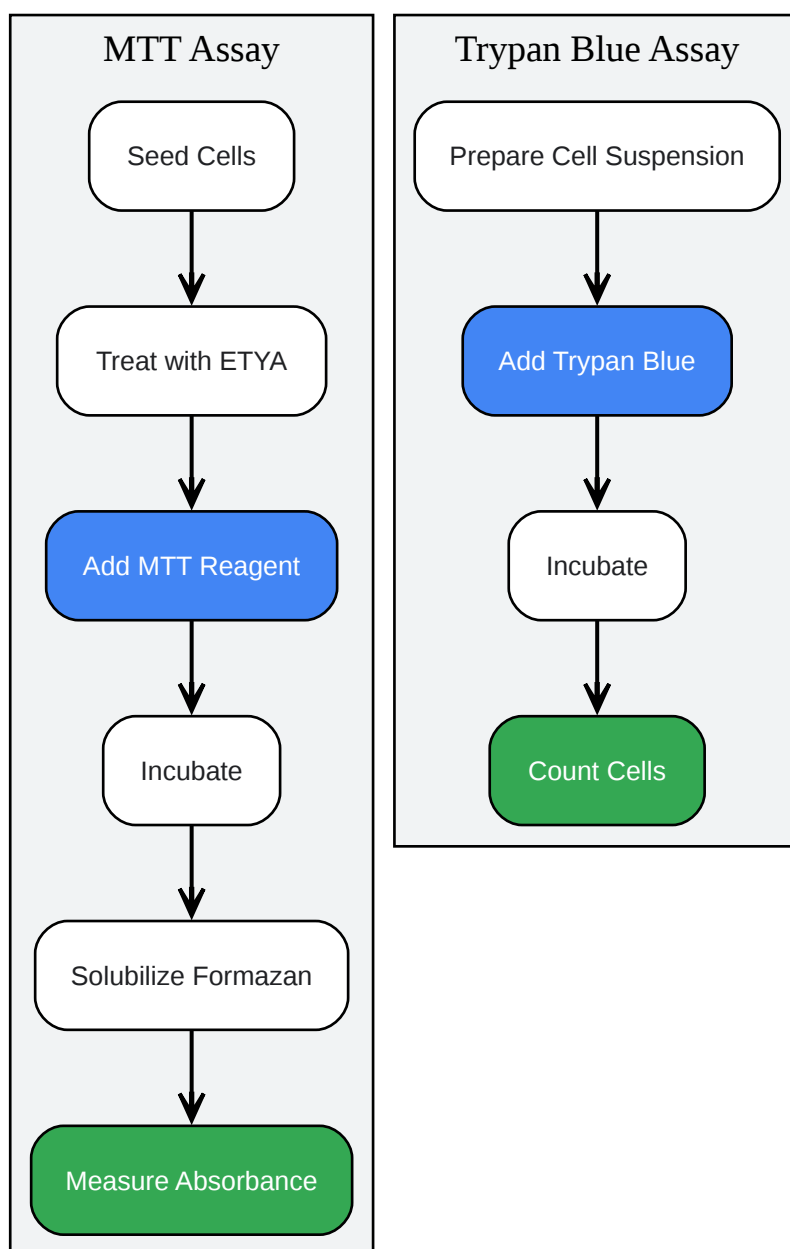 MTT Assay
Seed Cells
Treat with ETYA
Add MTT Reagent
Incubate
Solubilize Formazan
Measure Absorbance
Trypan Blue Assay
Prepare Cell Suspension
Add Trypan Blue
Incubate
Count Cells